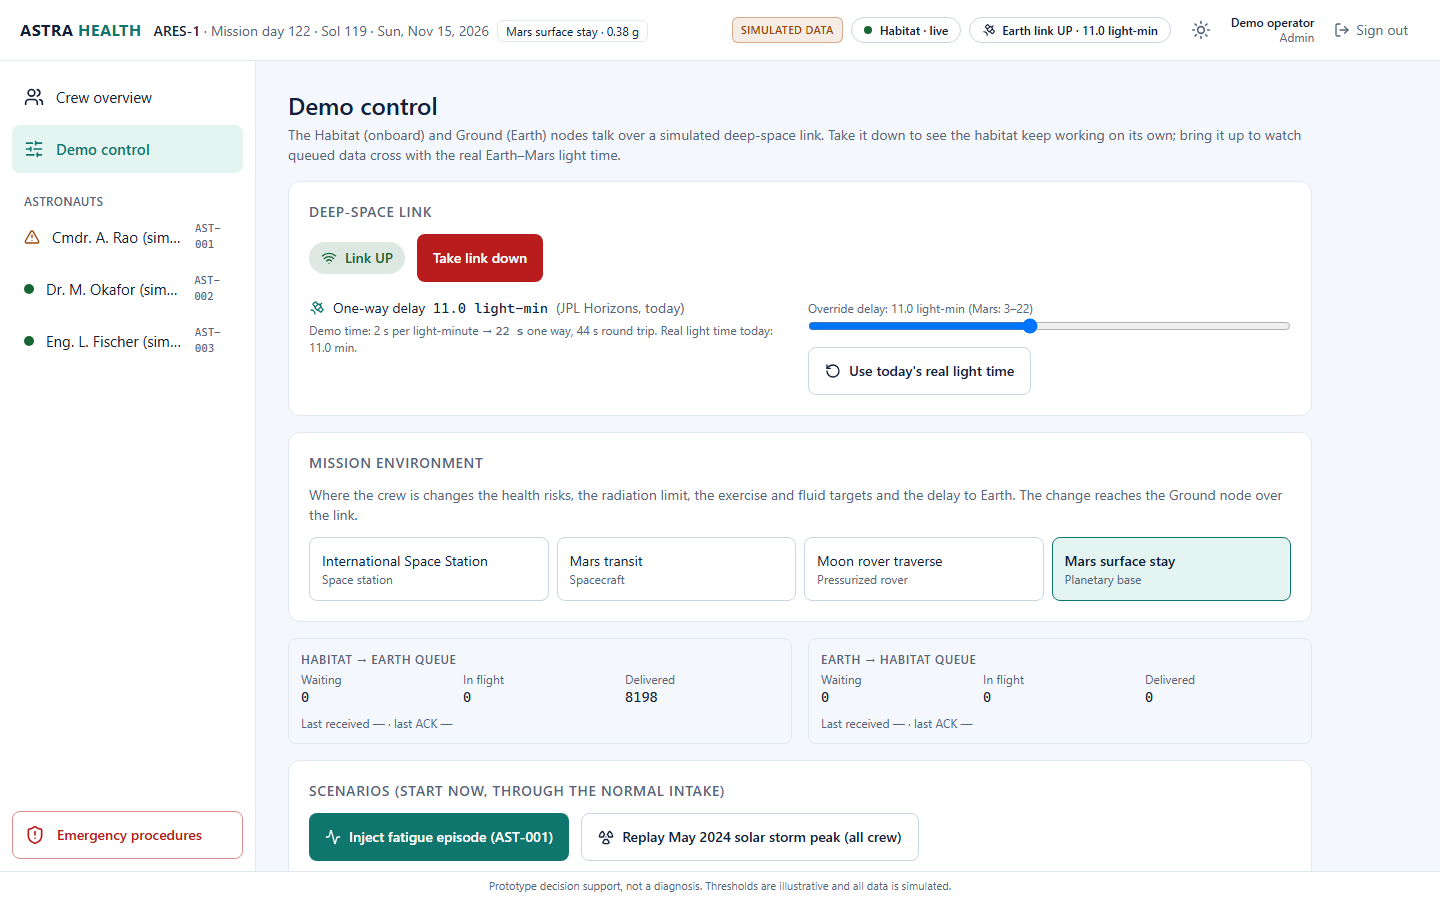 ASTRA HEALTH ARES-1 · Mission day 122 · Sol 119 · Sun, Nov 15, 2026 Mars surface stay · 0.38 g SIMULATED DATA Habitat · live Earth link UP · 11.0 light-min Demo operator Admin Sign out
Crew overview
Demo control
ASTRONAUTS
Cmdr. A. Rao (sim... AST-001
Dr. M. Okafor (sim... AST-002
Eng. L. Fischer (sim... AST-003
Emergency procedures
Demo control
The Habitat (onboard) and Ground (Earth) nodes talk over a simulated deep-space link. Take it down to see the habitat keep working on its own; bring it up to watch
queued data cross with the real Earth–Mars light time.
DEEP-SPACE LINK
Link UP Take link down
One-way delay 11.0 light-min (JPL Horizons, today)
Demo time: 2 s per light-minute → 22 s one way, 44 s round trip. Real light time today:
11.0 min.
Override delay: 11.0 light-min (Mars: 3–22)
Use today's real light time
MISSION ENVIRONMENT
Where the crew is changes the health risks, the radiation limit, the exercise and fluid targets and the delay to Earth. The change reaches the Ground node over
the link.
International Space Station
Space station
Mars transit
Spacecraft
Moon rover traverse
Pressurized rover
Mars surface stay
Planetary base
HABITAT → EARTH QUEUE
Waiting In flight Delivered
0 0 8198
Last received — · last ACK —
EARTH → HABITAT QUEUE
Waiting In flight Delivered
0 0 0
Last received — · last ACK —
SCENARIOS (START NOW, THROUGH THE NORMAL INTAKE)
Inject fatigue episode (AST-001) Replay May 2024 solar storm peak (all crew)
Prototype decision support, not a diagnosis. Thresholds are illustrative and all data is simulated.